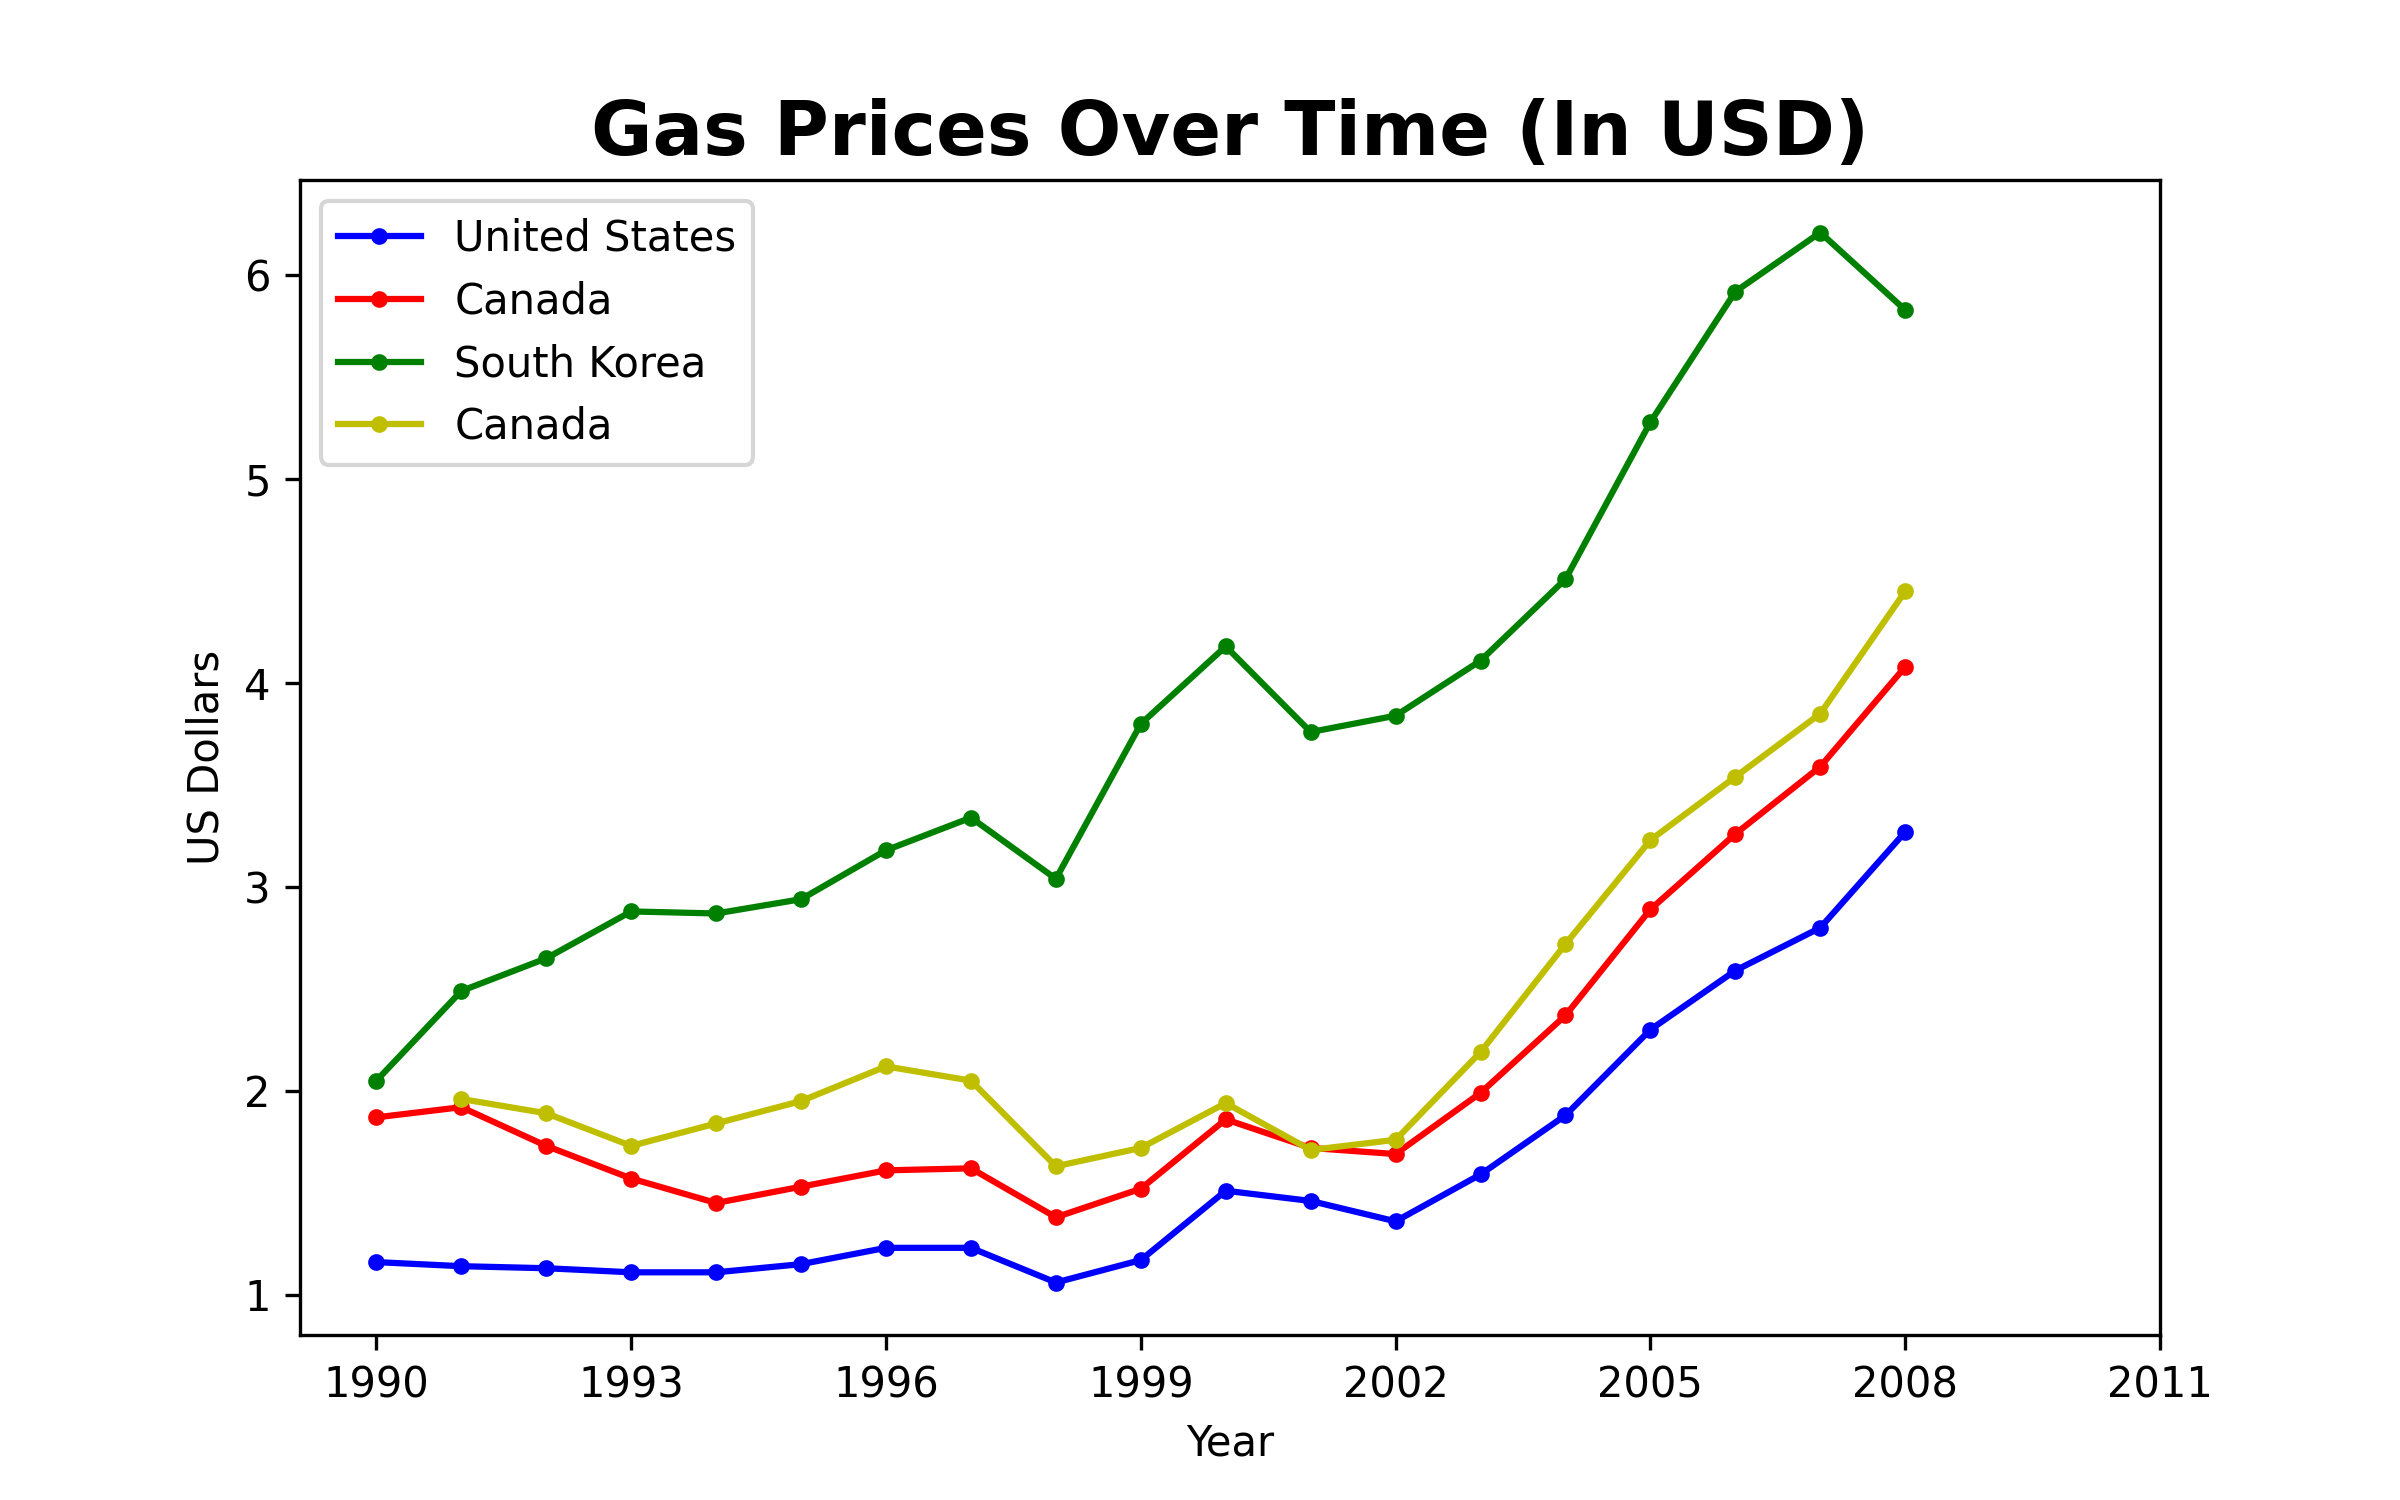 Gas Prices Over Time (In USD)
United States
Canada
South Korea
Canada
6
5
4
3
2
1
US Dollars
1990 1993 1996 1999 2002 2005 2008 2011
Year